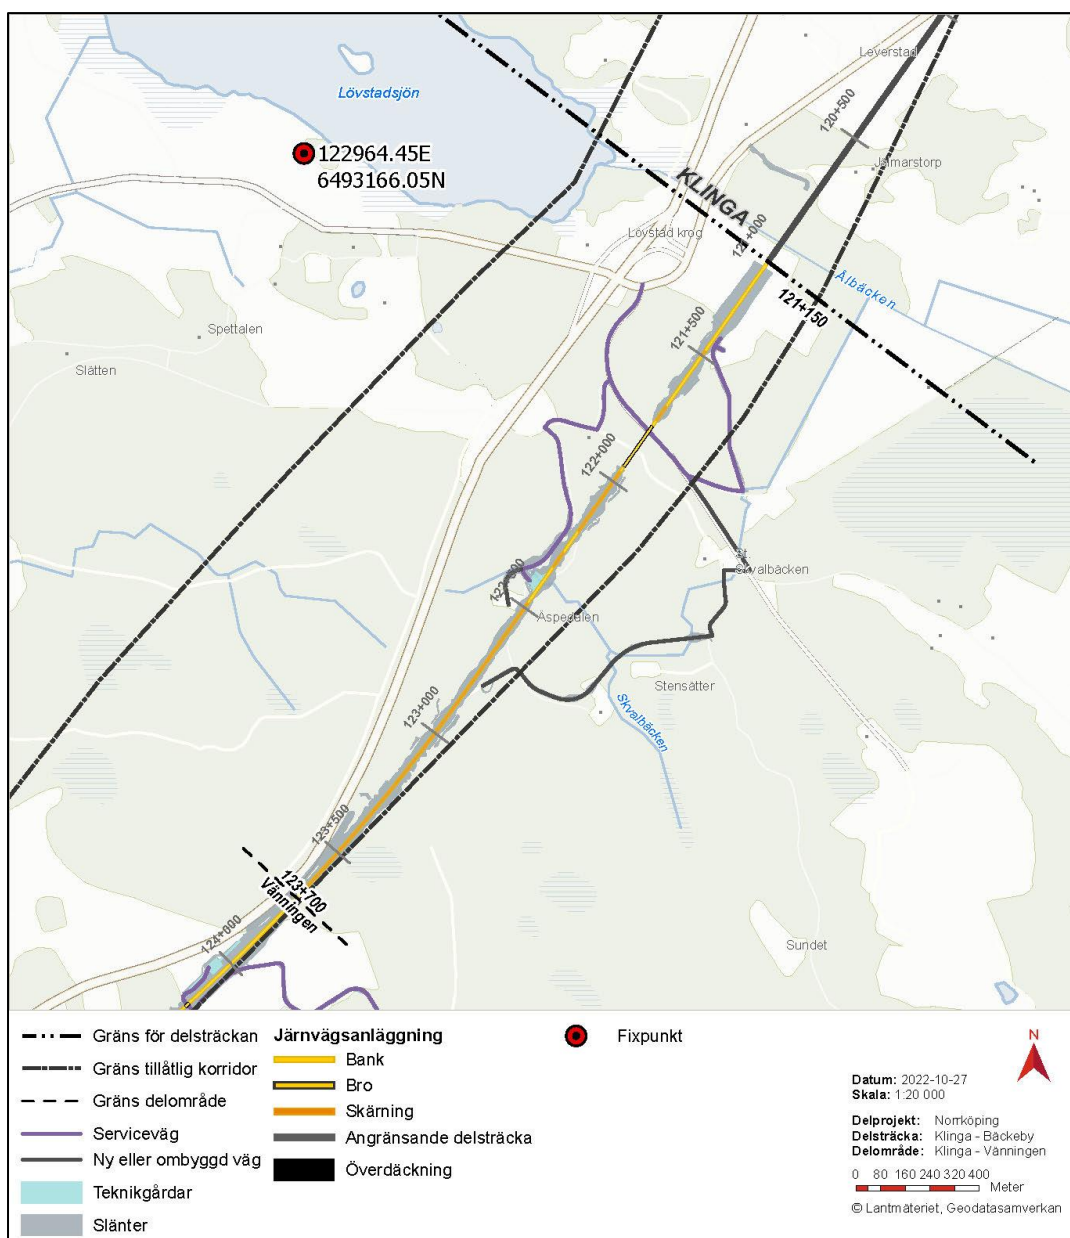 Leverstad
Lövstadsjön
120+500
122964.45E
6493166.05N
Jalmarstorp
KLINGA
Lövstad krog
Ålbäcken
121+150
121+500
Spettalen
Slätten
122+000
Skvalbäcken
Äspedalen
Stensätter
Skvalbäcken
123+000
123+500
123+700
Vänningen
124+000
Sundet
Gräns för delsträckan
Gräns tillåtlig korridor
Gräns delområde
Serviceväg
Ny eller ombyggd väg
Teknikgårdar
Slänter
Järnvägsanläggning
Bank
Bro
Skärning
Angränsande delsträcka
Överdäckning
Fixpunkt
N
Datum: 2022-10-27
Skala: 1:20 000
Delprojekt: Norrköping
Delsträcka: Klinga - Bäckeby
Delområde: Klinga - Vänningen
0 80 160 240 320 400
Meter
© Lantmäteriet, Geodatasamverkan